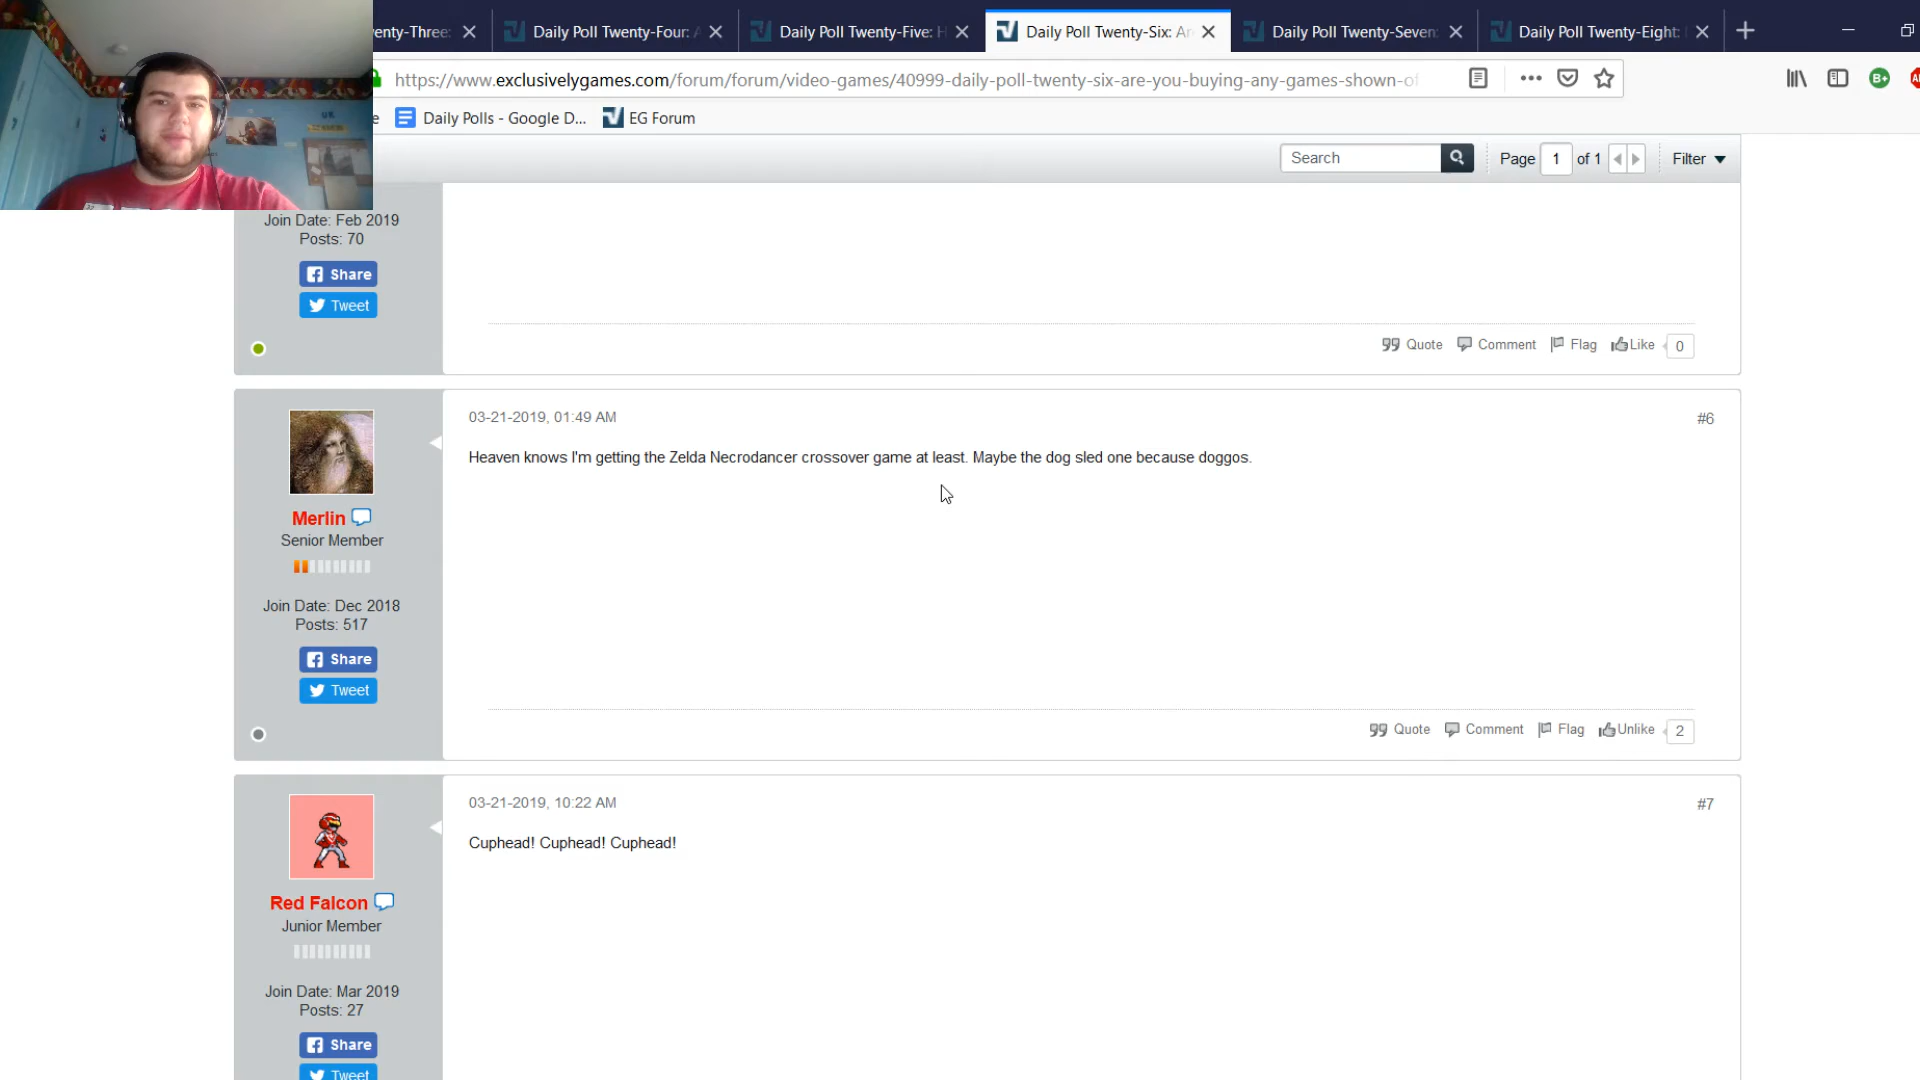 enty-Three:
Daily Poll Twenty-Four: A
Daily Poll Twenty-Five: H
Daily Poll Twenty-Six: Ar
Daily Poll Twenty-Seven:
Daily Poll Twenty-Eight:
https://www.exclusivelygames.com/forum/forum/video-games/40999-daily-poll-twenty-six-are-you-buying-any-games-shown-of
B+
e
Daily Polls - Google D...
EG Forum
Search
Page 1 of 1
Filter
Join Date: Feb 2019
Posts: 70
Share
Tweet
Quote Comment Flag Like 0
03-21-2019, 01:49 AM
#6
Heaven knows I'm getting the Zelda Necrodancer crossover game at least. Maybe the dog sled one because doggos.
Merlin
Senior Member
Join Date: Dec 2018
Posts: 517
Share
Tweet
Quote Comment Flag Unlike 2
03-21-2019, 10:22 AM
#7
Cuphead! Cuphead! Cuphead!
Red Falcon
Junior Member
Join Date: Mar 2019
Posts: 27
Share
Tweet